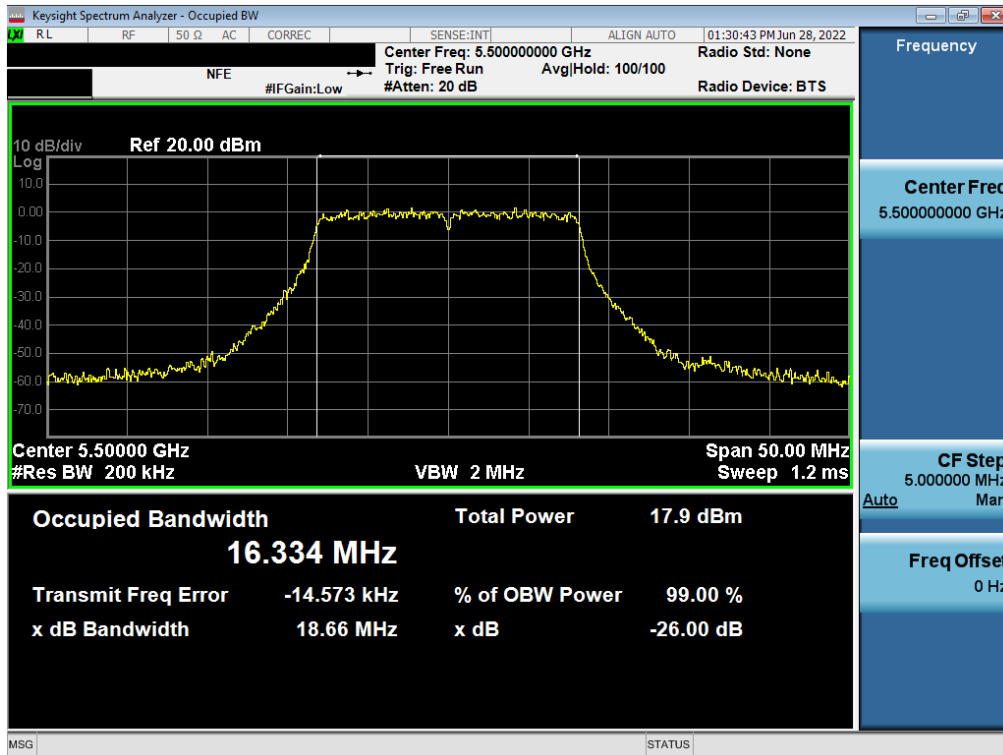 Keysight Spectrum Analyzer - Occupied BW
LXI RL RF 50 Ω AC CORREC SENSE:INT ALIGN AUTO 01:30:43 PM Jun 28, 2022
Center Freq: 5.500000000 GHz Radio Std: None
NFE Trig: Free Run Avg|Hold: 100/100
#IFGain:Low #Atten: 20 dB Radio Device: BTS
10 dB/div Ref 20.00 dBm
Log
10.0
0.00
-10.0
-20.0
-30.0
-40.0
-50.0
-60.0
-70.0
Center 5.50000 GHz Span 50.00 MHz
#Res BW 200 kHz VBW 2 MHz Sweep 1.2 ms
Occupied Bandwidth Total Power 17.9 dBm
16.334 MHz
Transmit Freq Error -14.573 kHz % of OBW Power 99.00 %
x dB Bandwidth 18.66 MHz x dB -26.00 dB
Frequency
Center Freq
5.500000000 GHz
CF Step
5.000000 MHz
Auto Man
Freq Offset
0 Hz
MSG STATUS